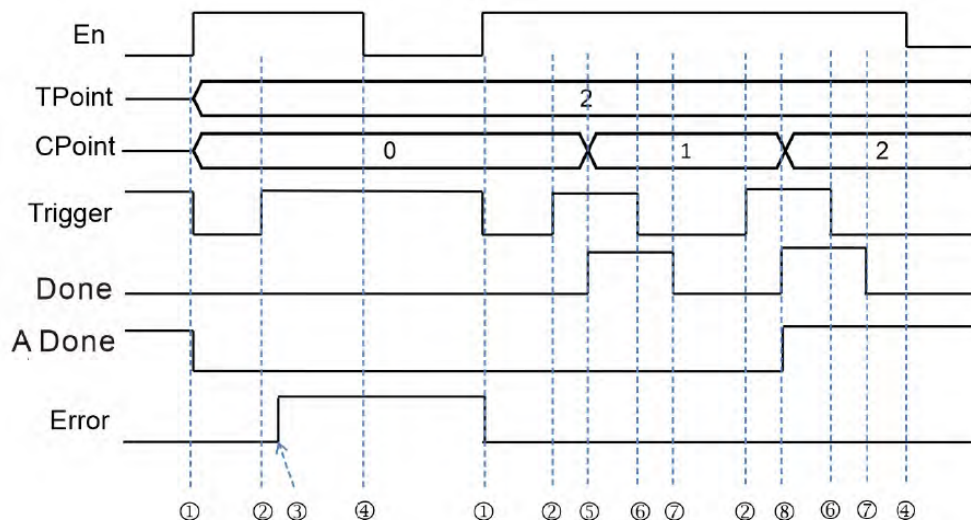 En
TPoint
2
CPoint
0 1 2
Trigger
Done
A Done
Error
① ② ③ ④ ① ② ⑤ ⑥ ⑦ ② ⑧ ⑥ ⑦ ④